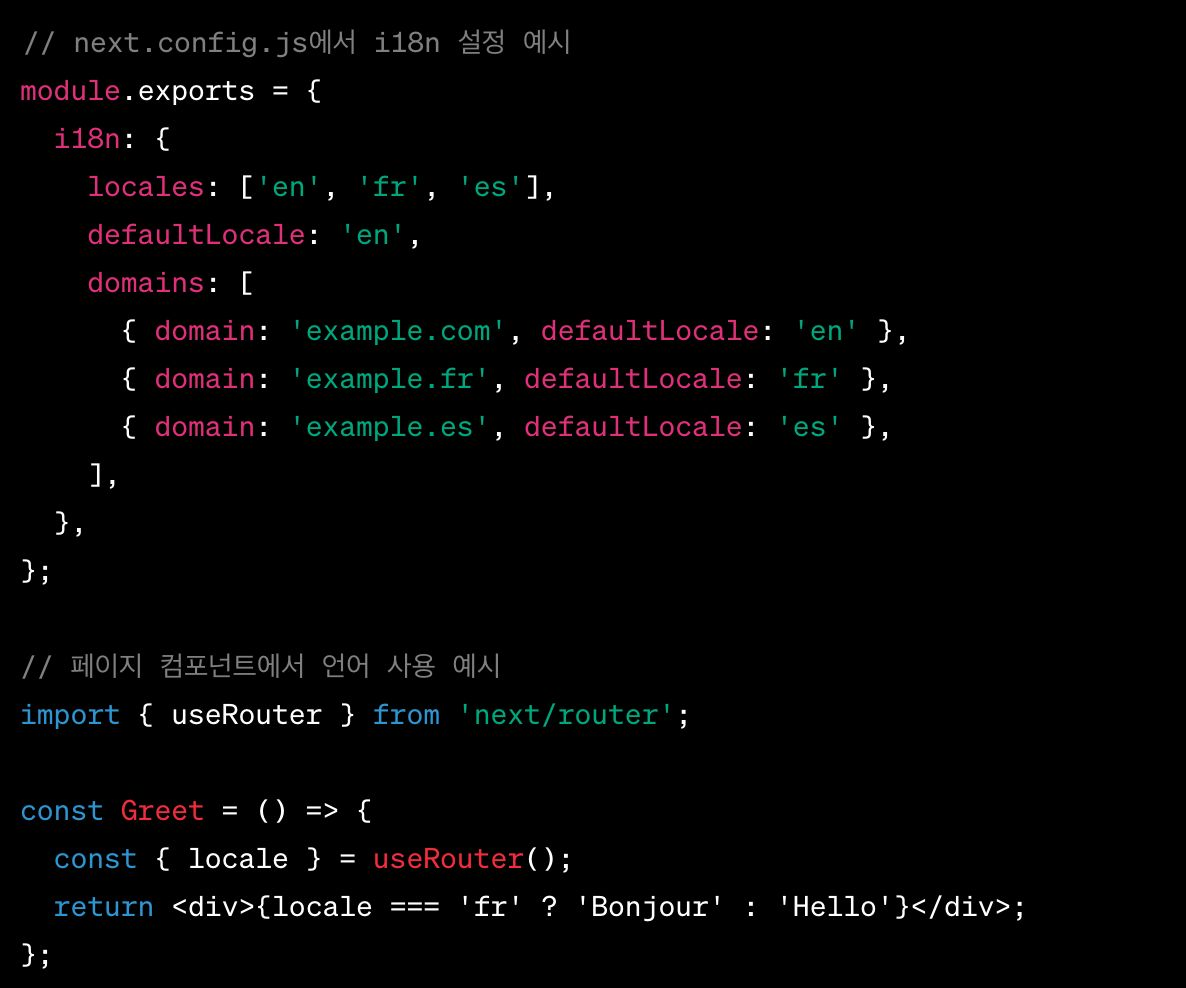 // next.config.js에서 i18n 설정 예시
module.exports = {
  i18n: {
    locales: ['en', 'fr', 'es'],
    defaultLocale: 'en',
    domains: [
      { domain: 'example.com', defaultLocale: 'en' },
      { domain: 'example.fr', defaultLocale: 'fr' },
      { domain: 'example.es', defaultLocale: 'es' },
    ],
  },
};

// 페이지 컴포넌트에서 언어 사용 예시
import { useRouter } from 'next/router';

const Greet = () => {
  const { locale } = useRouter();
  return <div>{locale === 'fr' ? 'Bonjour' : 'Hello'}</div>;
};